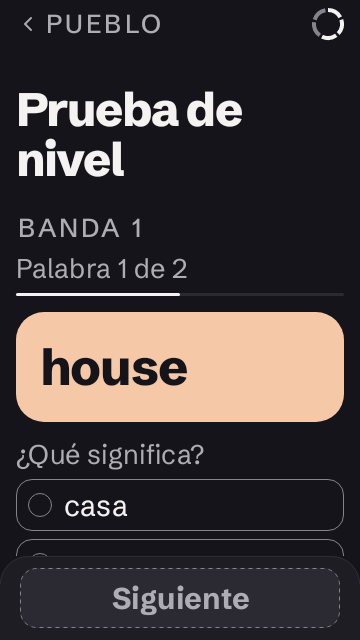 PUEBLO
Prueba de
nivel
BANDA 1
Palabra 1 de 2
house
¿Qué significa?
casa
Siguiente